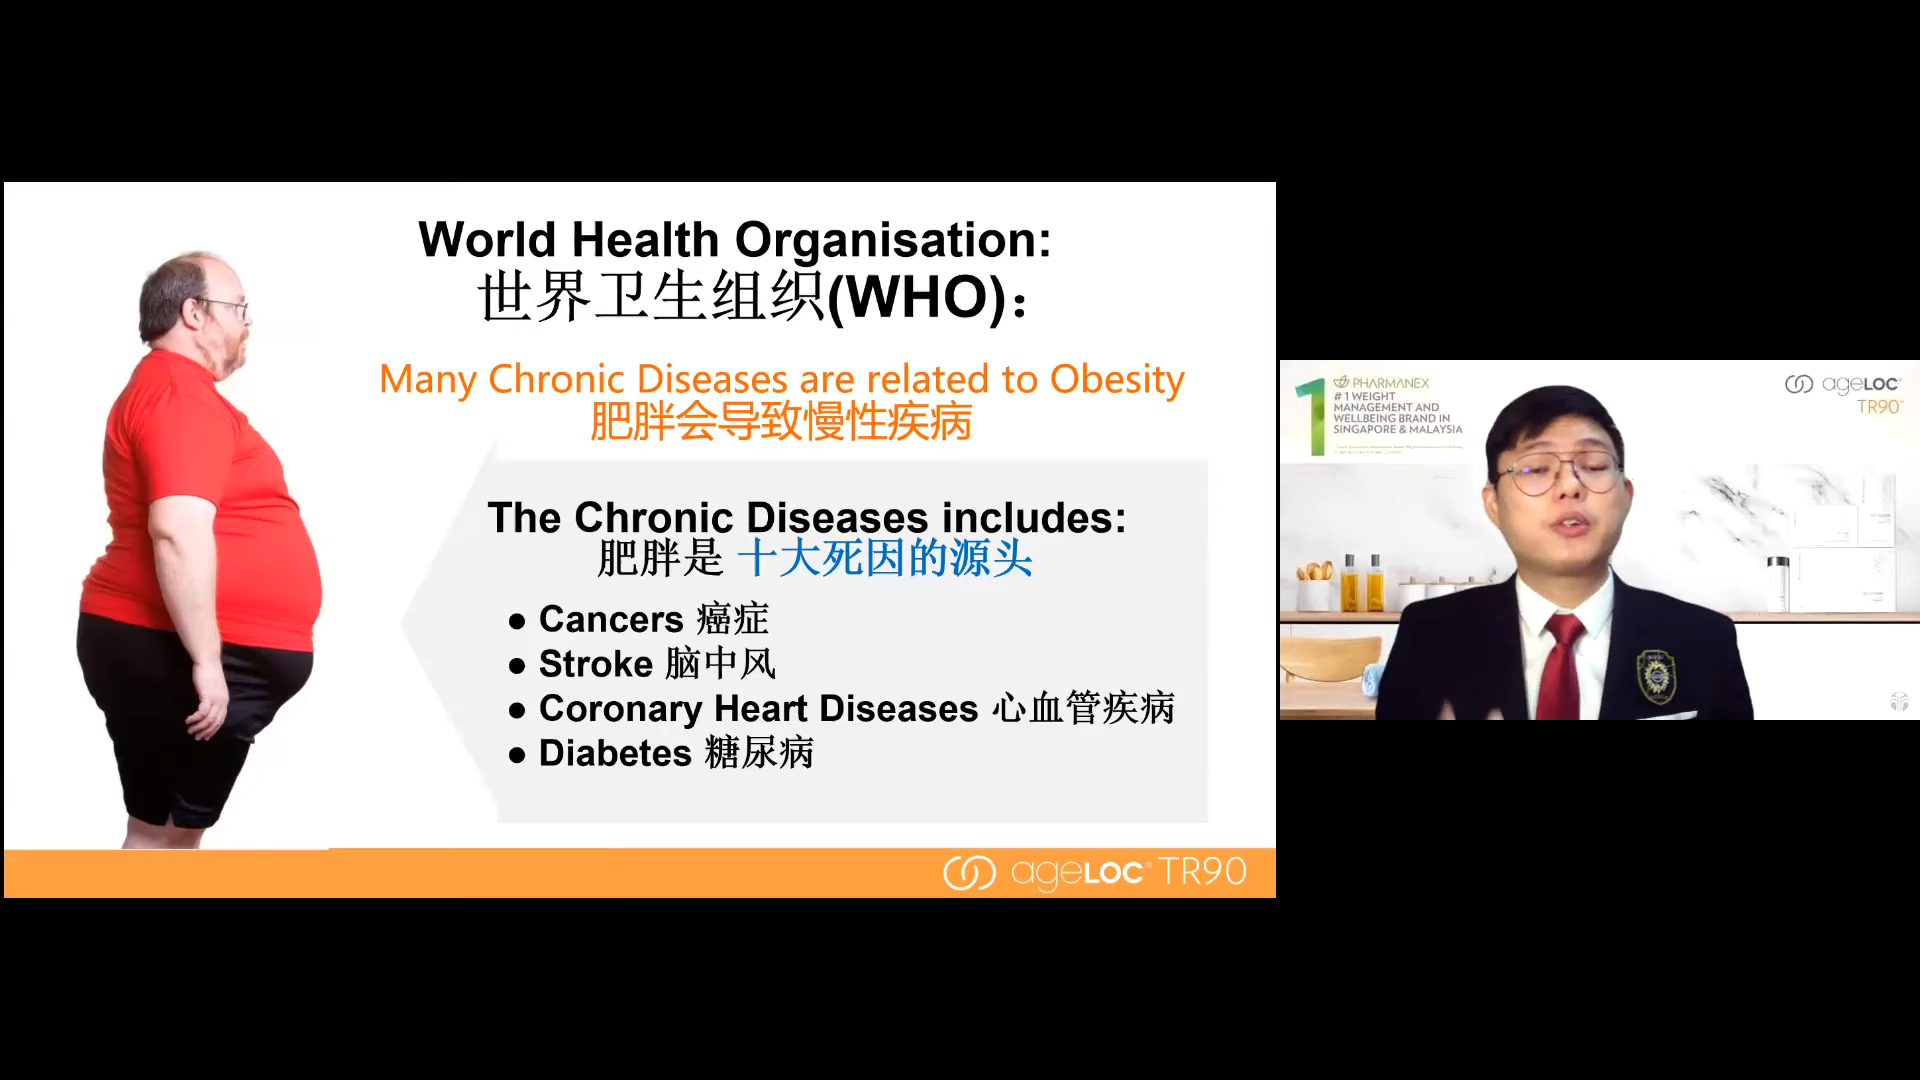 World Health Organisation:
世界卫生组织(WHO)：
Many Chronic Diseases are related to Obesity
肥胖会导致慢性疾病
The Chronic Diseases includes:
肥胖是 十大死因的源头
● Cancers 癌症
● Stroke 脑中风
● Coronary Heart Diseases 心血管疾病
● Diabetes 糖尿病
ageLOC® TR90
1
PHARMANEX
#1 WEIGHT
MANAGEMENT AND
WELLBEING BRAND IN
SINGAPORE & MALAYSIA
ageLOC®
TR90™